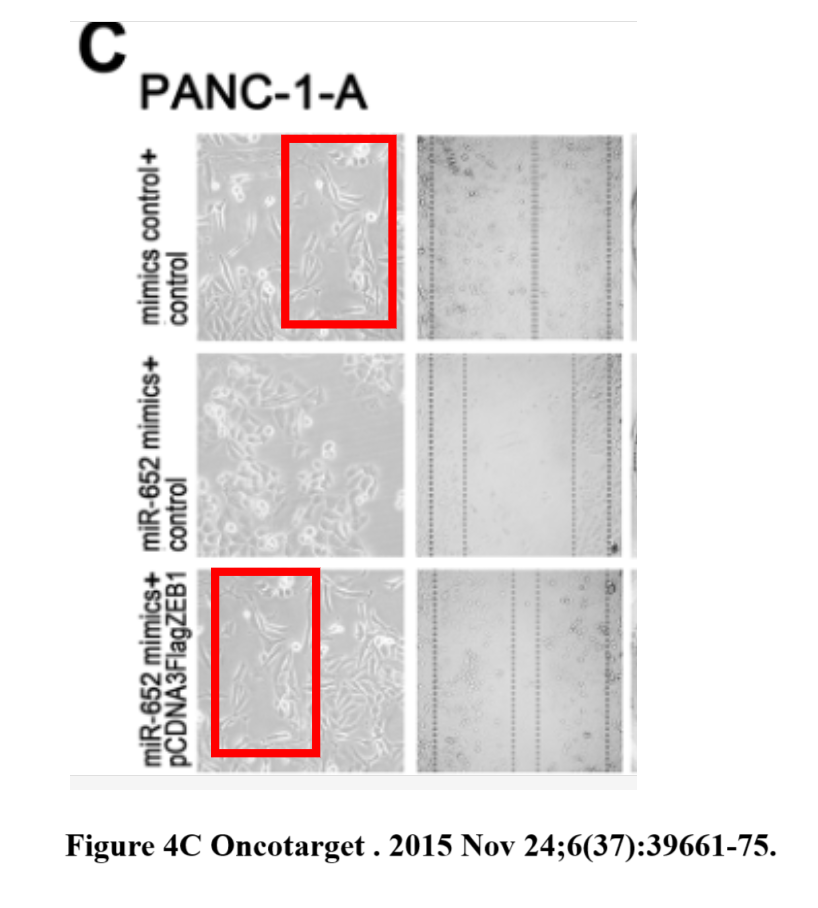 C
PANC-1-A
mimics control+
control
miR-652 mimics+
control
miR-652 mimics+
pCDNA3FlagZEB1
Figure 4C Oncotarget . 2015 Nov 24;6(37):39661-75.